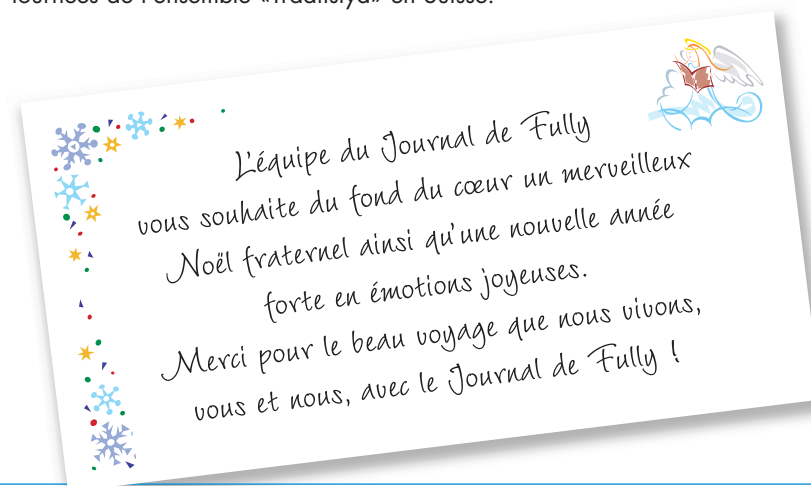 L'équipe du Journal de Fully
vous souhaite du fond du cœur un merveilleux
Noël fraternel ainsi qu'une nouvelle année
forte en émotions joyeuses.
Merci pour le beau voyage que nous vivons,
vous et nous, avec le Journal de Fully !